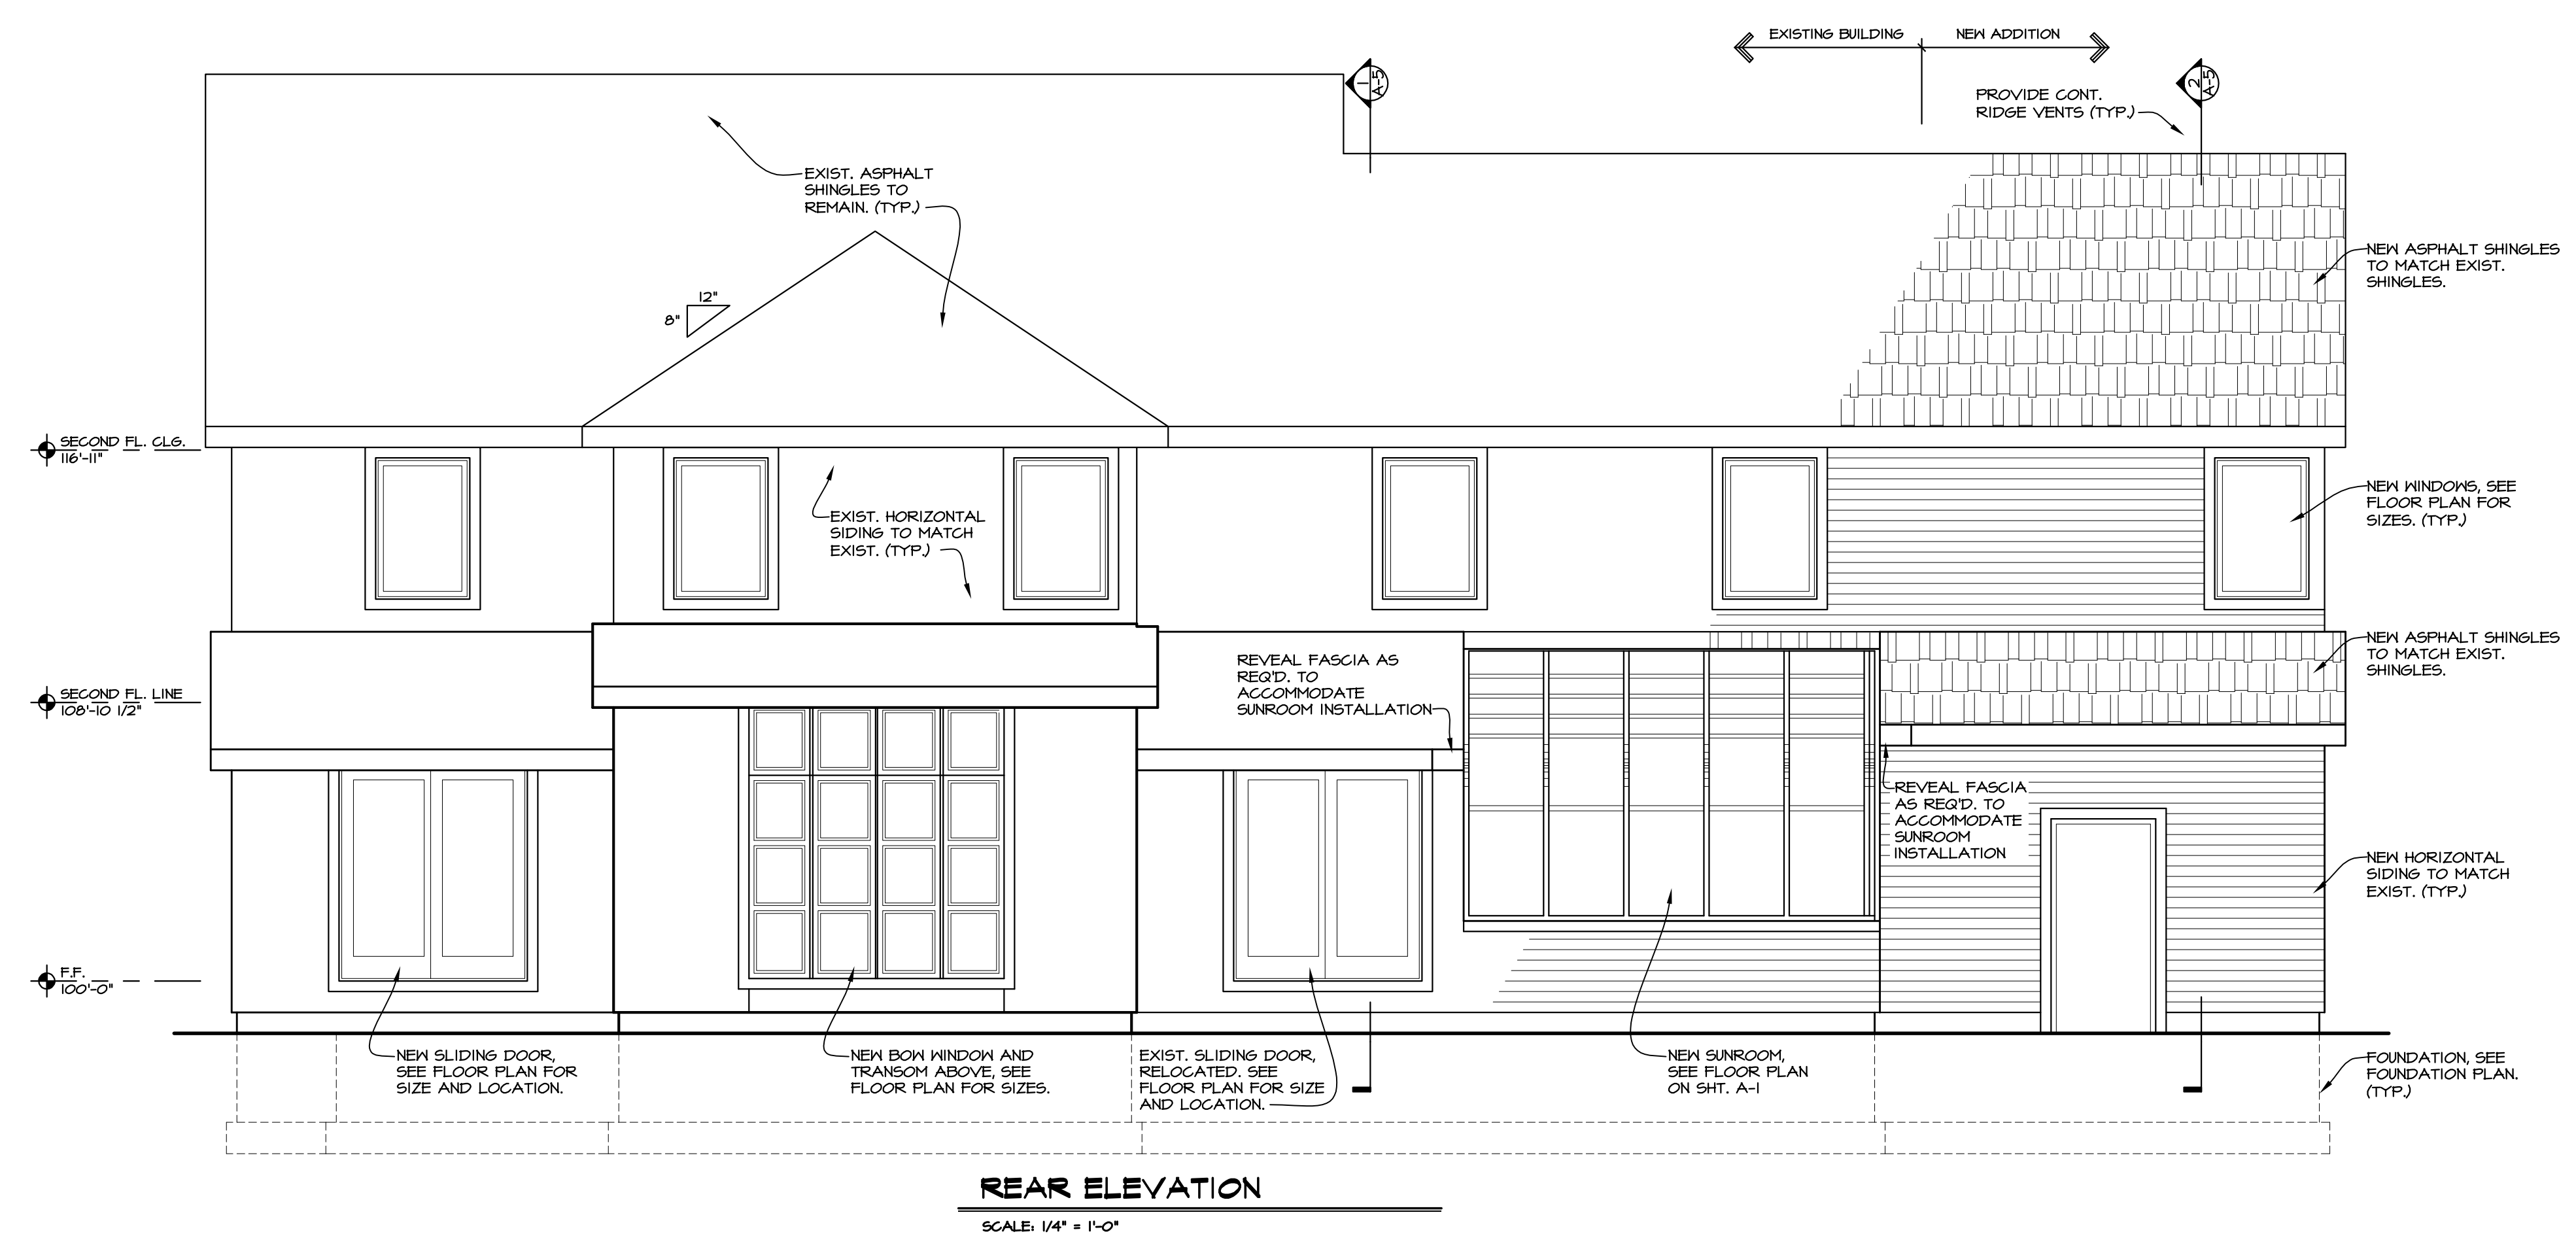 EXISTING BUILDING
NEW ADDITION
1
A-5
2
A-5
PROVIDE CONT.
RIDGE VENTS (TYP.)
EXIST. ASPHALT
SHINGLES TO
REMAIN. (TYP.)
NEW ASPHALT SHINGLES
TO MATCH EXIST.
SHINGLES.
12"
8"
SECOND FL. CLG.
116'-11"
EXIST. HORIZONTAL
SIDING TO MATCH
EXIST. (TYP.)
NEW WINDOWS, SEE
FLOOR PLAN FOR
SIZES. (TYP.)
NEW ASPHALT SHINGLES
TO MATCH EXIST.
SHINGLES.
REVEAL FASCIA AS
REQ'D. TO
ACCOMMODATE
SUNROOM INSTALLATION
SECOND FL. LINE
108'-10 1/2"
REVEAL FASCIA
AS REQ'D. TO
ACCOMMODATE
SUNROOM
INSTALLATION
NEW HORIZONTAL
SIDING TO MATCH
EXIST. (TYP.)
F.F.
100'-0"
NEW SLIDING DOOR,
SEE FLOOR PLAN FOR
SIZE AND LOCATION.
NEW BOW WINDOW AND
TRANSOM ABOVE, SEE
FLOOR PLAN FOR SIZES.
EXIST. SLIDING DOOR,
RELOCATED. SEE
FLOOR PLAN FOR SIZE
AND LOCATION.
NEW SUNROOM,
SEE FLOOR PLAN
ON SHT. A-1
FOUNDATION, SEE
FOUNDATION PLAN.
(TYP.)
REAR ELEVATION
SCALE: 1/4" = 1'-0"